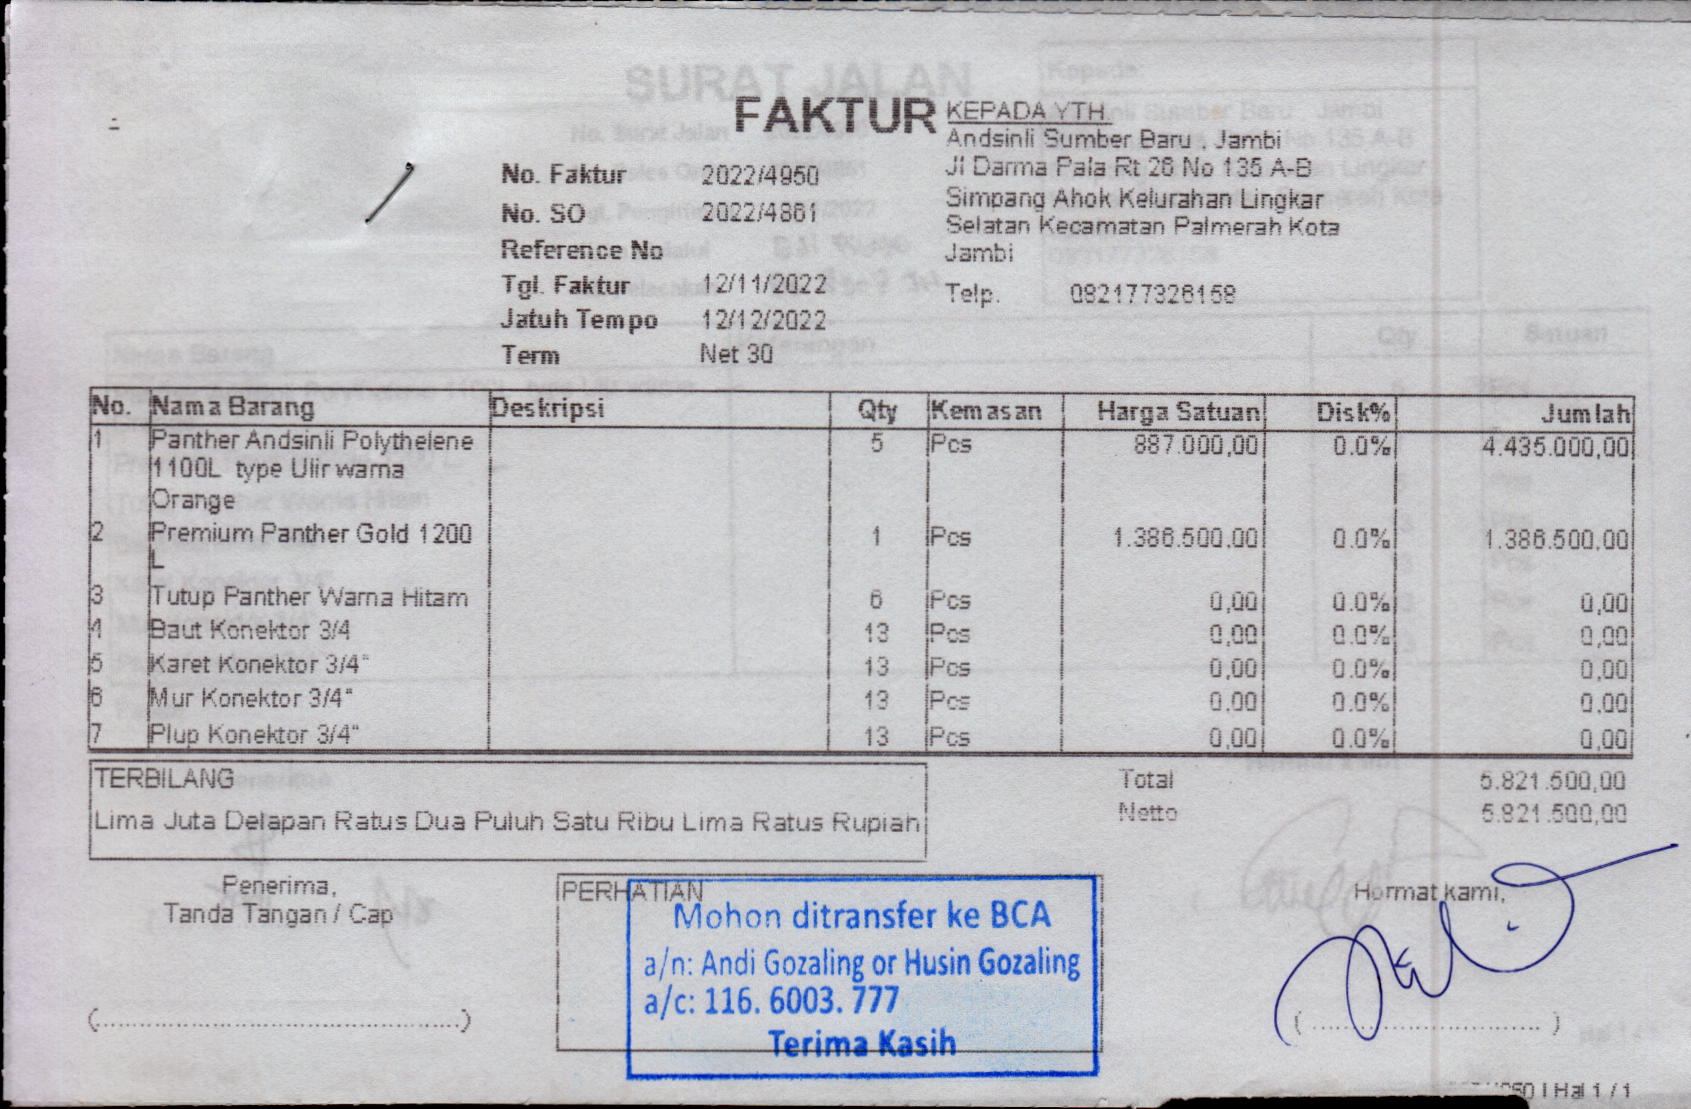 FAKTUR
KEPADA YTH.
Andsinli Sumber Baru , Jambi
Jl Darma Pala Rt 26 No 135 A-B
Simpang Ahok Kelurahan Lingkar
Selatan Kecamatan Palmerah Kota
Jambi
Telp. 082177326158
No. Faktur 2022/4950
No. SO 2022/4861
Reference No
Tgl. Faktur 12/11/2022
Jatuh Tempo 12/12/2022
Term Net 30
No. Nama Barang Deskripsi Qty Kemasan Harga Satuan Disk% Jumlah
1 Panther Andsinli Polythelene 5 Pcs 887.000,00 0.0% 4.435.000,00
1100L type Ulir warna
Orange
2 Premium Panther Gold 1200 1 Pcs 1.386.500,00 0.0% 1.386.500,00
L
3 Tutup Panther Warna Hitam 6 Pcs 0,00 0.0% 0,00
4 Baut Konektor 3/4 13 Pcs 0,00 0.0% 0,00
5 Karet Konektor 3/4" 13 Pcs 0,00 0.0% 0,00
6 Mur Konektor 3/4" 13 Pcs 0,00 0.0% 0,00
7 Plup Konektor 3/4" 13 Pcs 0,00 0.0% 0,00
TERBILANG
Lima Juta Delapan Ratus Dua Puluh Satu Ribu Lima Ratus Rupiah
Total 5.821.500,00
Netto 5.821.500,00
Penerima,
Tanda Tangan / Cap
(............................................)
PERHATIAN
Mohon ditransfer ke BCA
a/n: Andi Gozaling or Husin Gozaling
a/c: 116. 6003. 777
Terima Kasih
Hormat kami,
( ............................ )
Hal 1 / 1